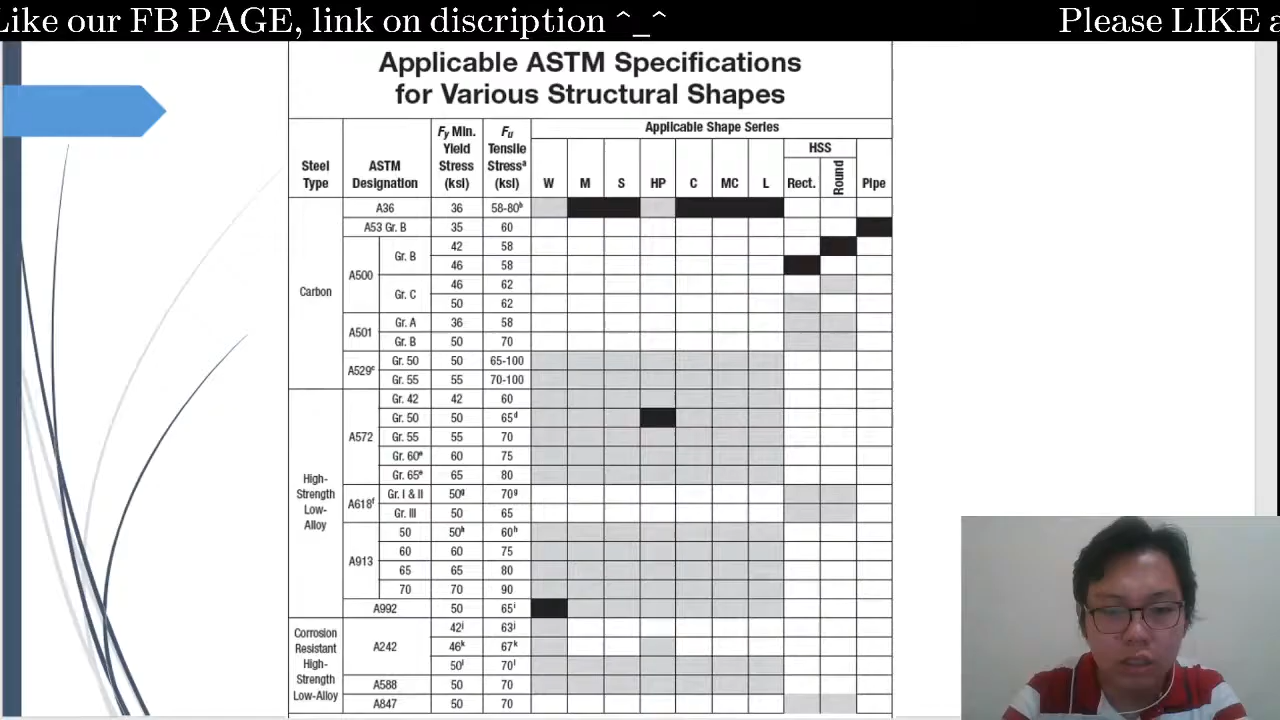 Like our FB PAGE, link on discription ^_^ Please LIKE a
Applicable ASTM Specifications
for Various Structural Shapes
Steel Type ASTM Designation Fy Min. Yield Stress (ksi) Fu Tensile Stressa (ksi) Applicable Shape Series
HSS
W M S HP C MC L Rect. Round Pipe
Carbon
A36 36 58-80b
A53 Gr. B 35 60
A500 Gr. B 42 58
46 58
Gr. C 46 62
50 62
A501 Gr. A 36 58
Gr. B 50 70
A529c Gr. 50 50 65-100
Gr. 55 55 70-100
High-
Strength
Low-
Alloy
A572 Gr. 42 42 60
Gr. 50 50 65d
Gr. 55 55 70
Gr. 60e 60 75
Gr. 65e 65 80
A618f Gr. I & II 50g 70g
Gr. III 50 65
A913 50 50h 60h
60 60 75
65 65 80
70 70 90
A992 50 65i
Corrosion
Resistant
High-
Strength
Low-Alloy
A242 42j 63j
46k 67k
50l 70l
A588 50 70
A847 50 70